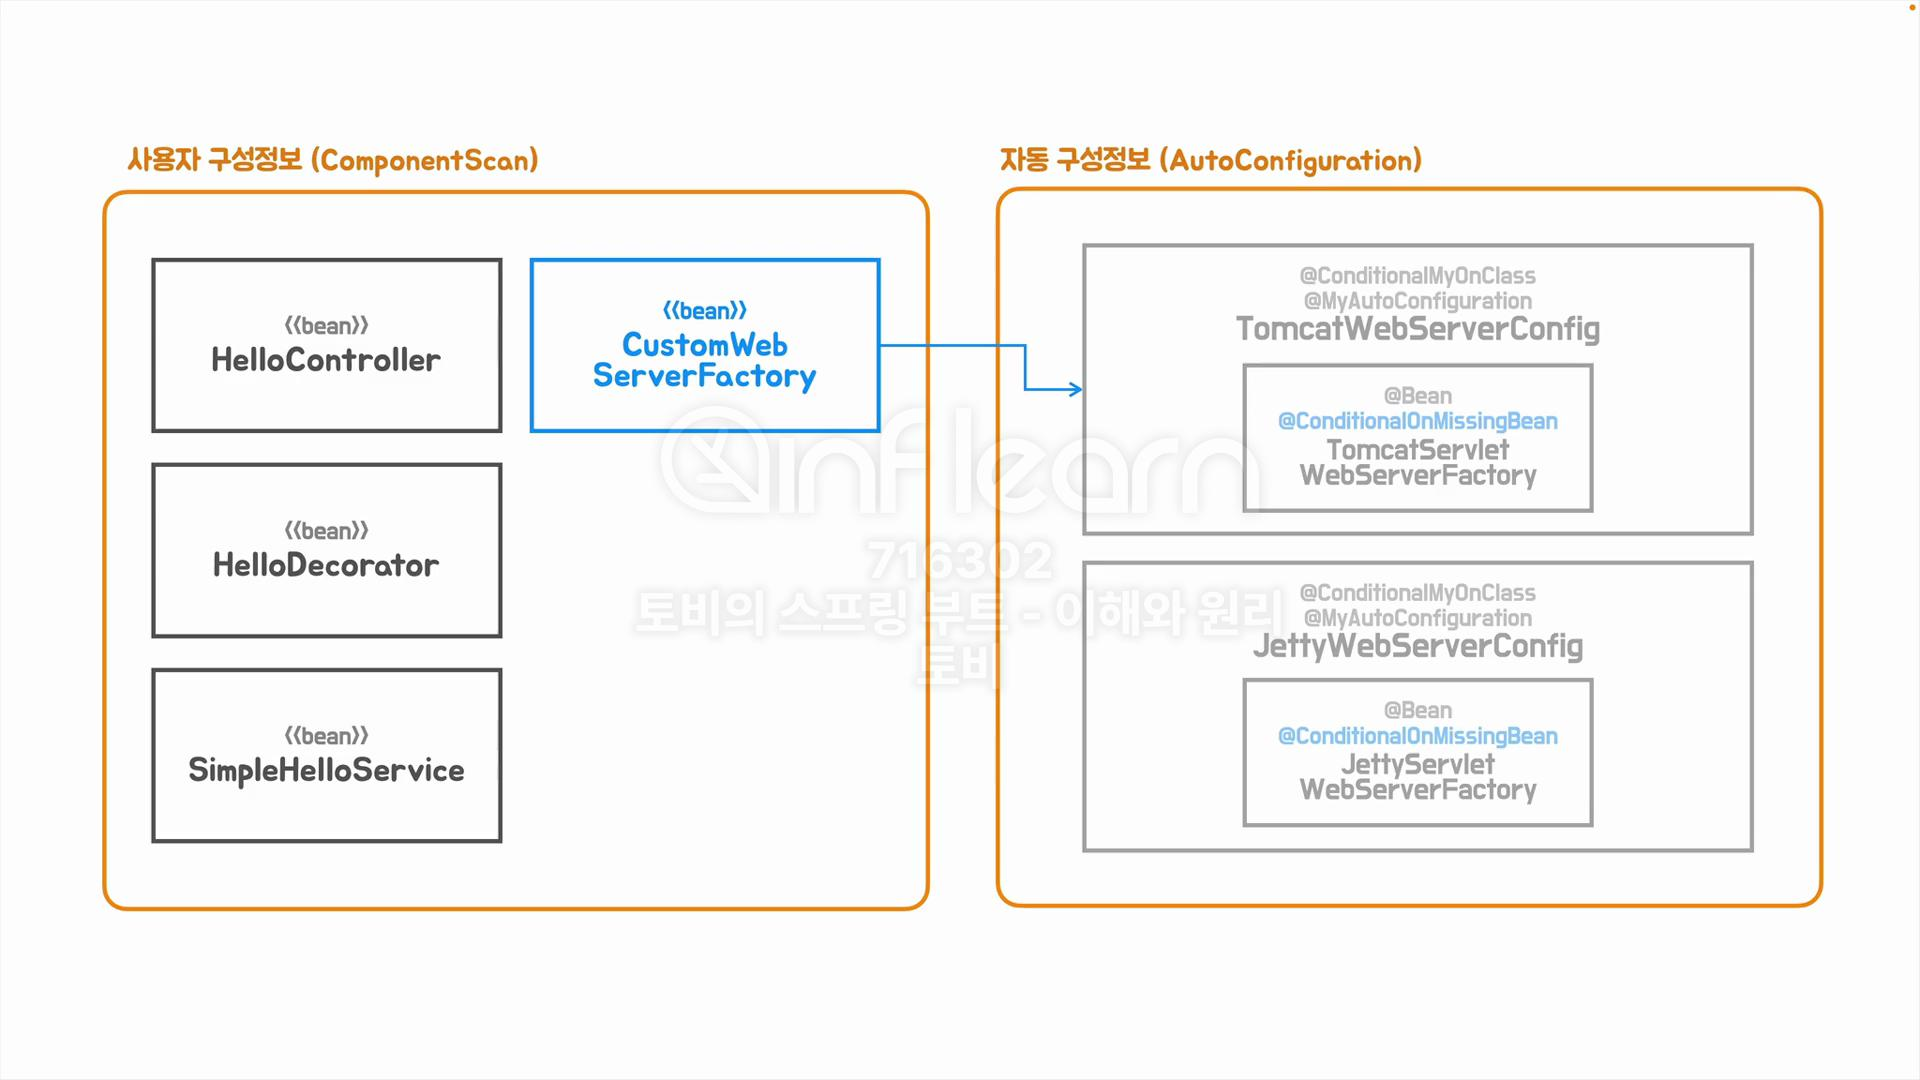 사용자 구성정보 (ComponentScan)
<<bean>>
HelloController
<<bean>>
CustomWeb
ServerFactory
<<bean>>
HelloDecorator
<<bean>>
SimpleHelloService
자동 구성정보 (AutoConfiguration)
@ConditionalMyOnClass
@MyAutoConfiguration
TomcatWebServerConfig
@Bean
@ConditionalOnMissingBean
TomcatServlet
WebServerFactory
@ConditionalMyOnClass
@MyAutoConfiguration
JettyWebServerConfig
@Bean
@ConditionalOnMissingBean
JettyServlet
WebServerFactory
inflearn
716302
토비의 스프링 부트 - 이해와 원리
토비